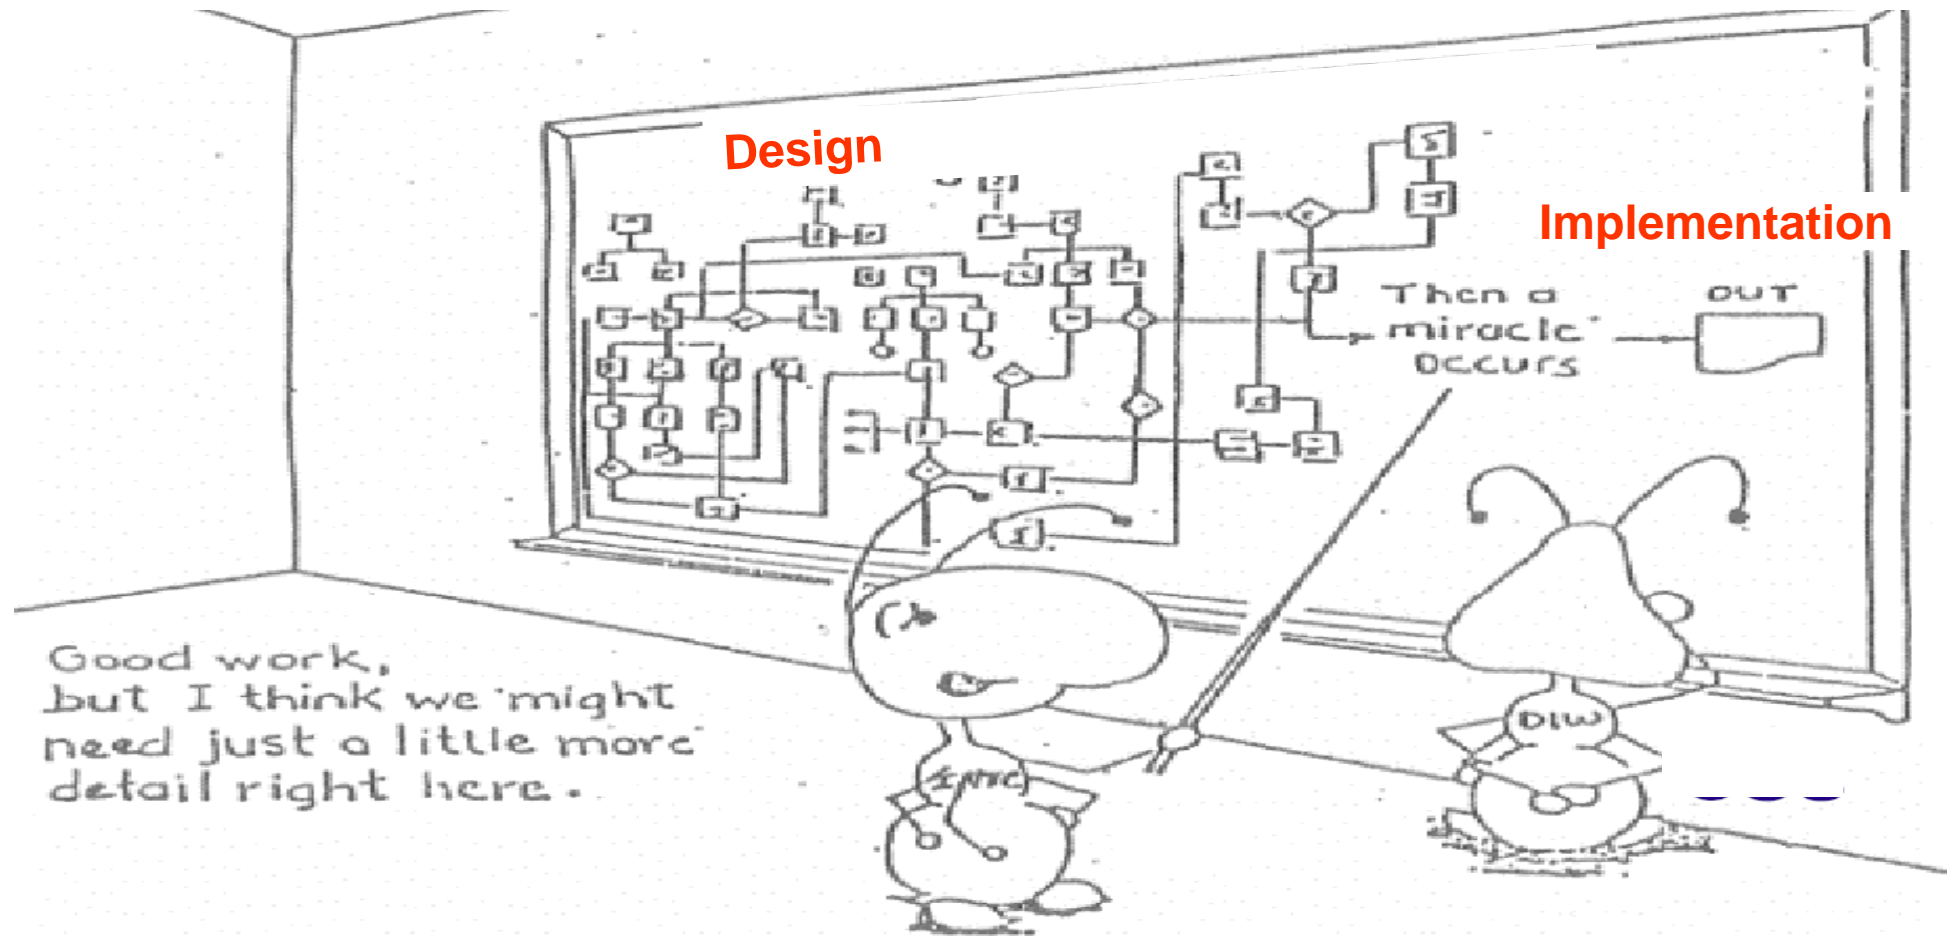 Design
Implementation
Then a
miracle
occurs
OUT
Good work,
but I think we might
need just a little more
detail right here.
DIW